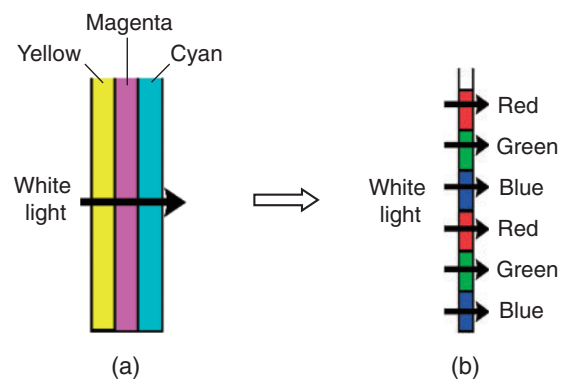 Magenta
Yellow
Cyan
White
light
(a)
Red
Green
Blue
White
light
Red
Green
Blue
(b)